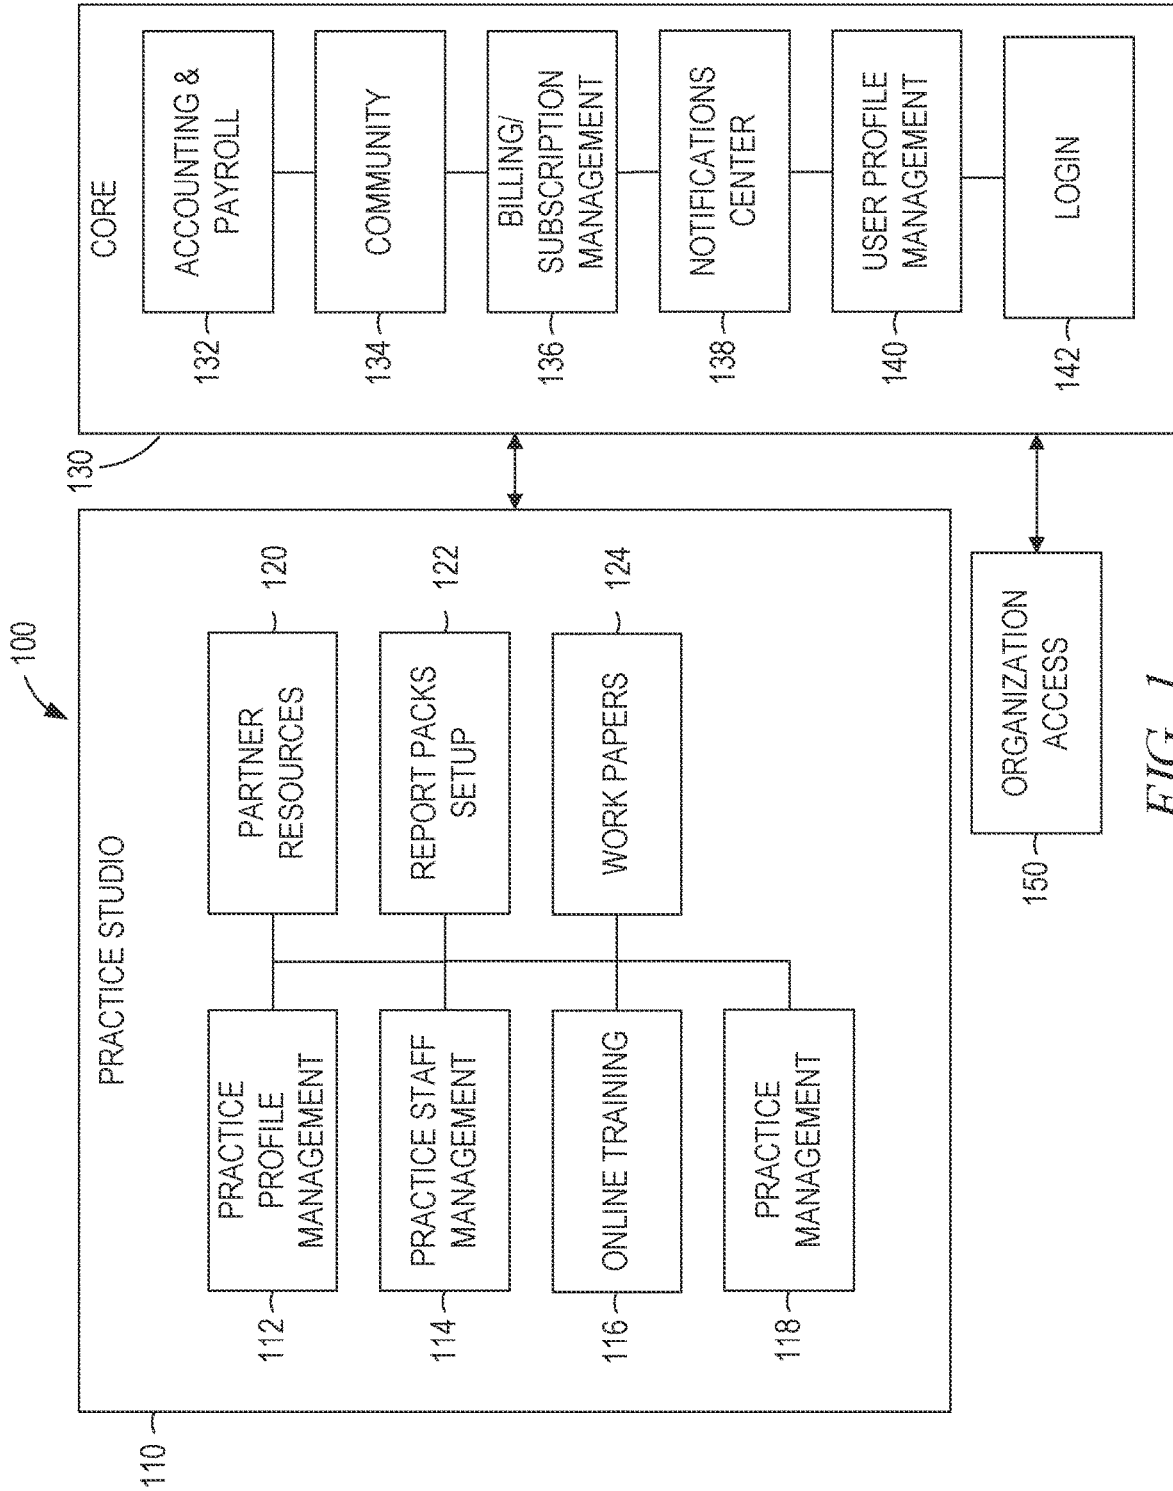 100
110
PRACTICE STUDIO
112
PRACTICE
PROFILE
MANAGEMENT
114
PRACTICE STAFF
MANAGEMENT
116
ONLINE TRAINING
118
PRACTICE
MANAGEMENT
PARTNER
RESOURCES
120
REPORT PACKS
SETUP
122
WORK PAPERS
124
130
CORE
132
ACCOUNTING &
PAYROLL
134
COMMUNITY
136
BILLING/
SUBSCRIPTION
MANAGEMENT
138
NOTIFICATIONS
CENTER
140
USER PROFILE
MANAGEMENT
142
LOGIN
150
ORGANIZATION
ACCESS
FIG. 1